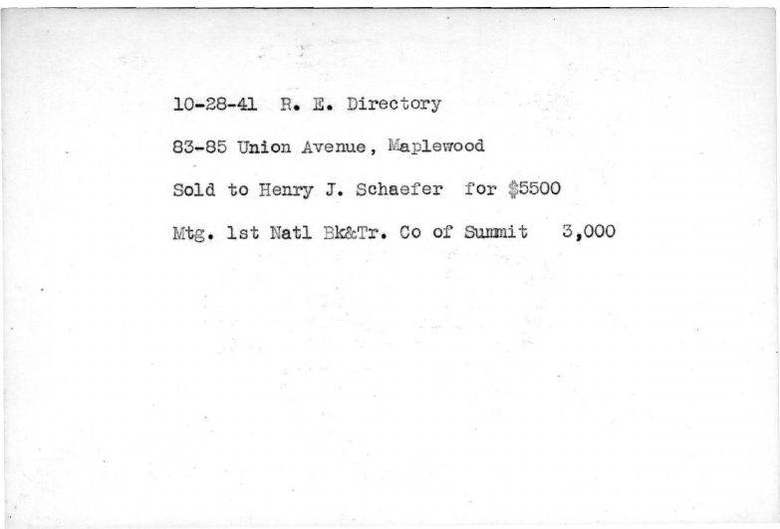 10-28-41 R. E. Directory
83-85 Union Avenue, Maplewood
Sold to Henry J. Schaefer for $5500
Mtg. 1st Natl Bk&Tr. Co of Summit 3,000